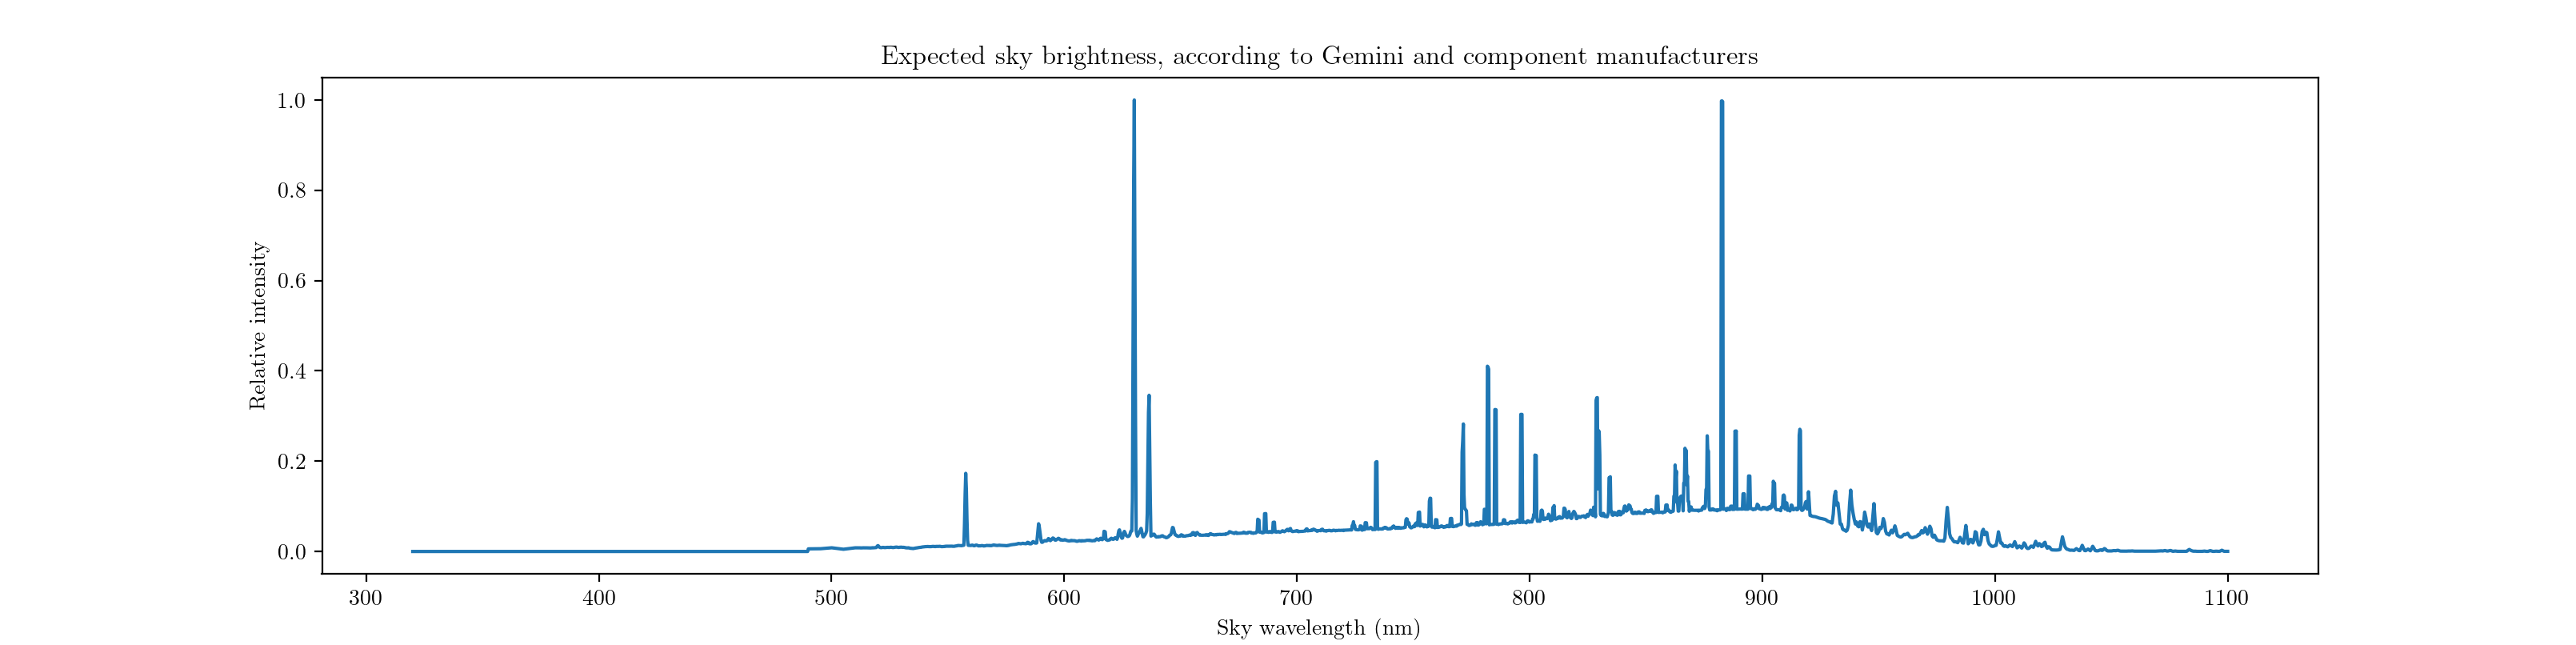 Expected sky brightness, according to Gemini and component manufacturers
1.0
0.8
0.6
0.4
0.2
0.0
Relative intensity
300 400 500 600 700 800 900 1000 1100
Sky wavelength (nm)